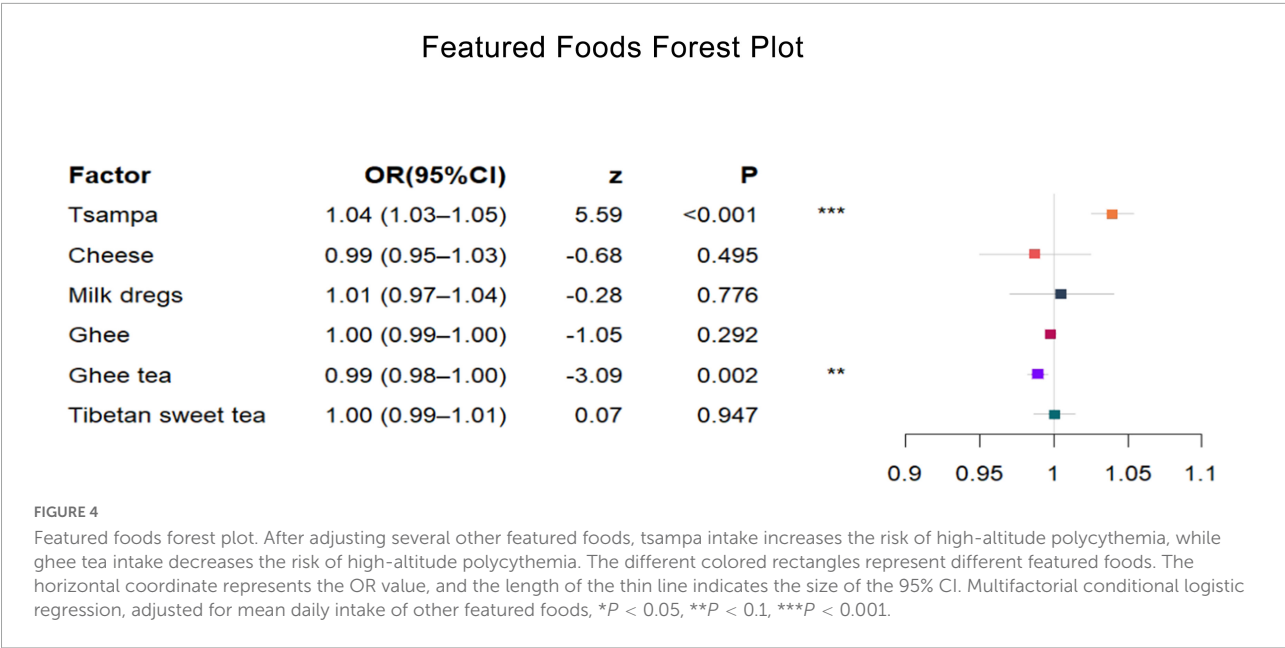 Featured Foods Forest Plot
Factor OR(95%CI) z P
Tsampa 1.04 (1.03–1.05) 5.59 <0.001 ***
Cheese 0.99 (0.95–1.03) -0.68 0.495
Milk dregs 1.01 (0.97–1.04) -0.28 0.776
Ghee 1.00 (0.99–1.00) -1.05 0.292
Ghee tea 0.99 (0.98–1.00) -3.09 0.002 **
Tibetan sweet tea 1.00 (0.99–1.01) 0.07 0.947
0.9 0.95 1 1.05 1.1
FIGURE 4
Featured foods forest plot. After adjusting several other featured foods, tsampa intake increases the risk of high-altitude polycythemia, while
ghee tea intake decreases the risk of high-altitude polycythemia. The different colored rectangles represent different featured foods. The
horizontal coordinate represents the OR value, and the length of the thin line indicates the size of the 95% CI. Multifactorial conditional logistic
regression, adjusted for mean daily intake of other featured foods, *P < 0.05, **P < 0.1, ***P < 0.001.